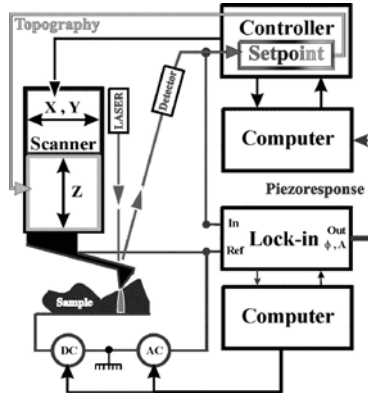 Topography
Controller
Setpoint
X , Y
Scanner
Z
LASER
Detector
Computer
Piezoresponse
In
Ref
Lock-in
Out
ϕ, A
Sample
Computer
DC
AC